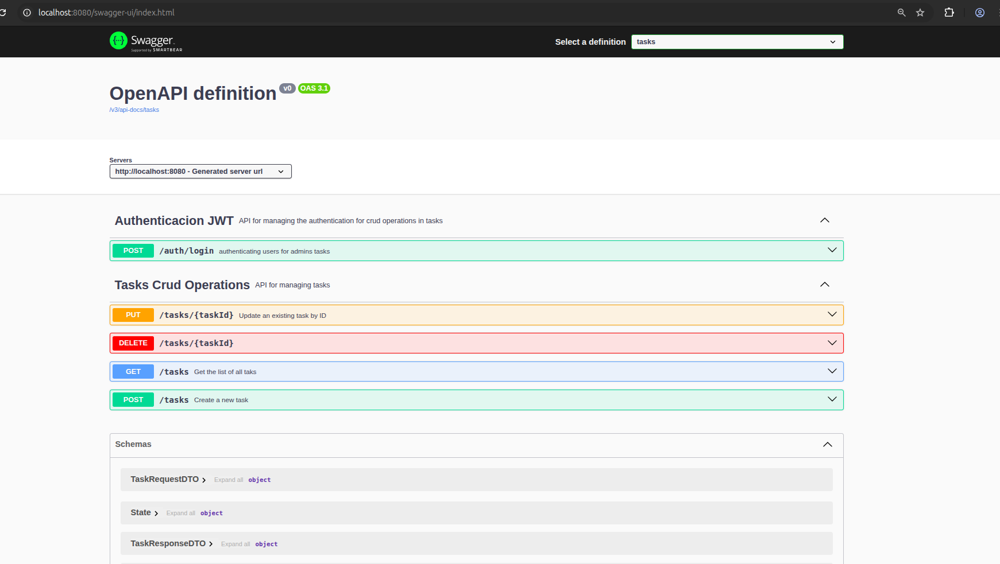 localhost:8080/swagger-ui/index.html
Swagger
Supported by SMARTBEAR
Select a definition
tasks
OpenAPI definition v0 OAS 3.1
/v3/api-docs/tasks
Servers
http://localhost:8080 - Generated server url
Authenticacion JWT API for managing the authentication for crud operations in tasks
POST /auth/login authenticating users for admins tasks
Tasks Crud Operations API for managing tasks
PUT /tasks/{taskId} Update an existing task by ID
DELETE /tasks/{taskId}
GET /tasks Get the list of all taks
POST /tasks Create a new task
Schemas
TaskRequestDTO Expand all object
State Expand all object
TaskResponseDTO Expand all object